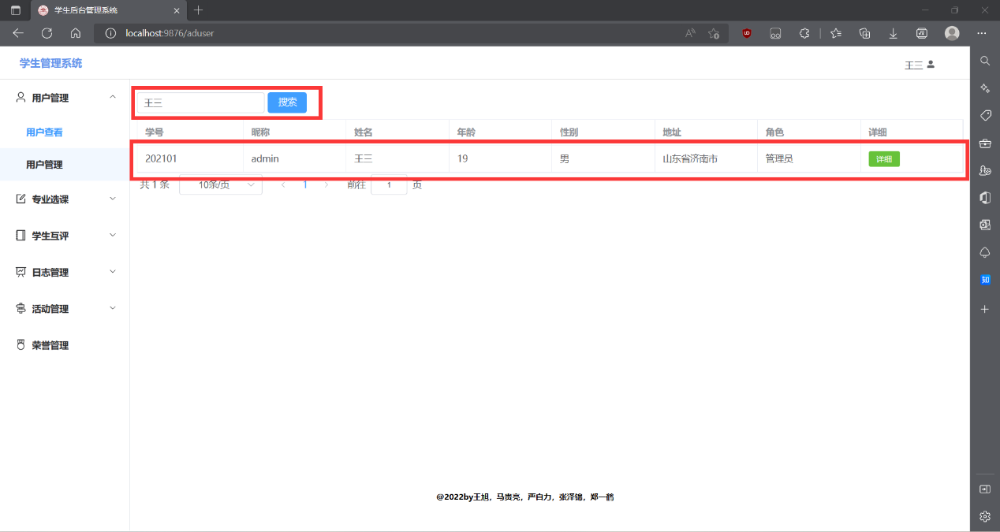 学生后台管理系统
localhost:9876/aduser
学生管理系统
王三
用户管理
用户查看
用户管理
专业选课
学生互评
日志管理
活动管理
荣誉管理
王三 搜索
学号 昵称 姓名 年龄 性别 地址 角色 详细
202101 admin 王三 19 男 山东省济南市 管理员 详细
共 1 条 10条/页 1 前往 1 页
知
@2022by王旭，马贵亮，严自力，张泽锦，郑一鹤